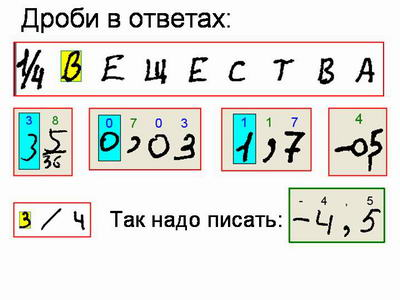 Дроби в ответах:
1/4 В Е Щ Е С Т В А
3 8 0 7 0 3 1 1 7 4
3 5/36 0,03 1,7 -0,5
3 / 4 Так надо писать: - 4 , 5
-4,5